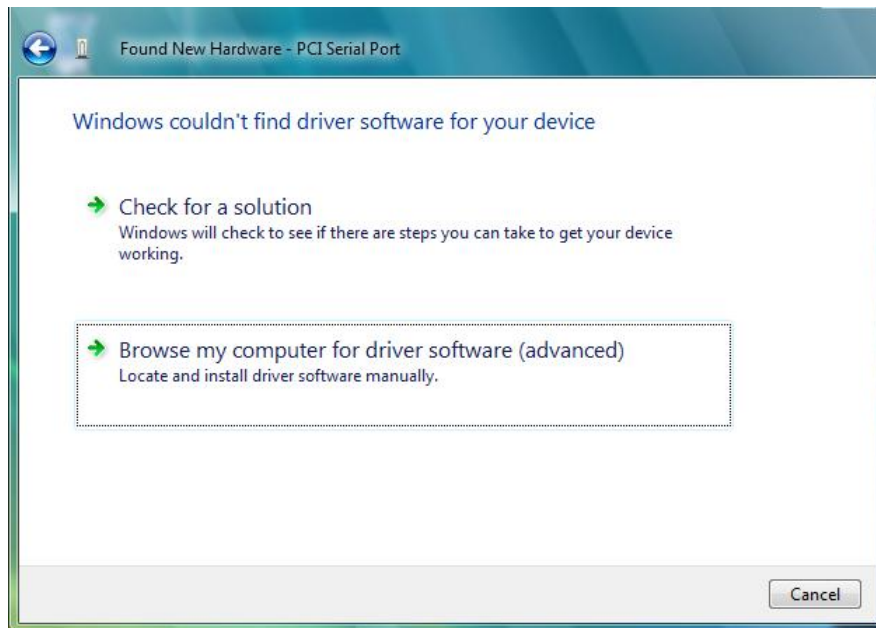 Found New Hardware - PCI Serial Port
Windows couldn't find driver software for your device
Check for a solution
Windows will check to see if there are steps you can take to get your device
working.
Browse my computer for driver software (advanced)
Locate and install driver software manually.
Cancel